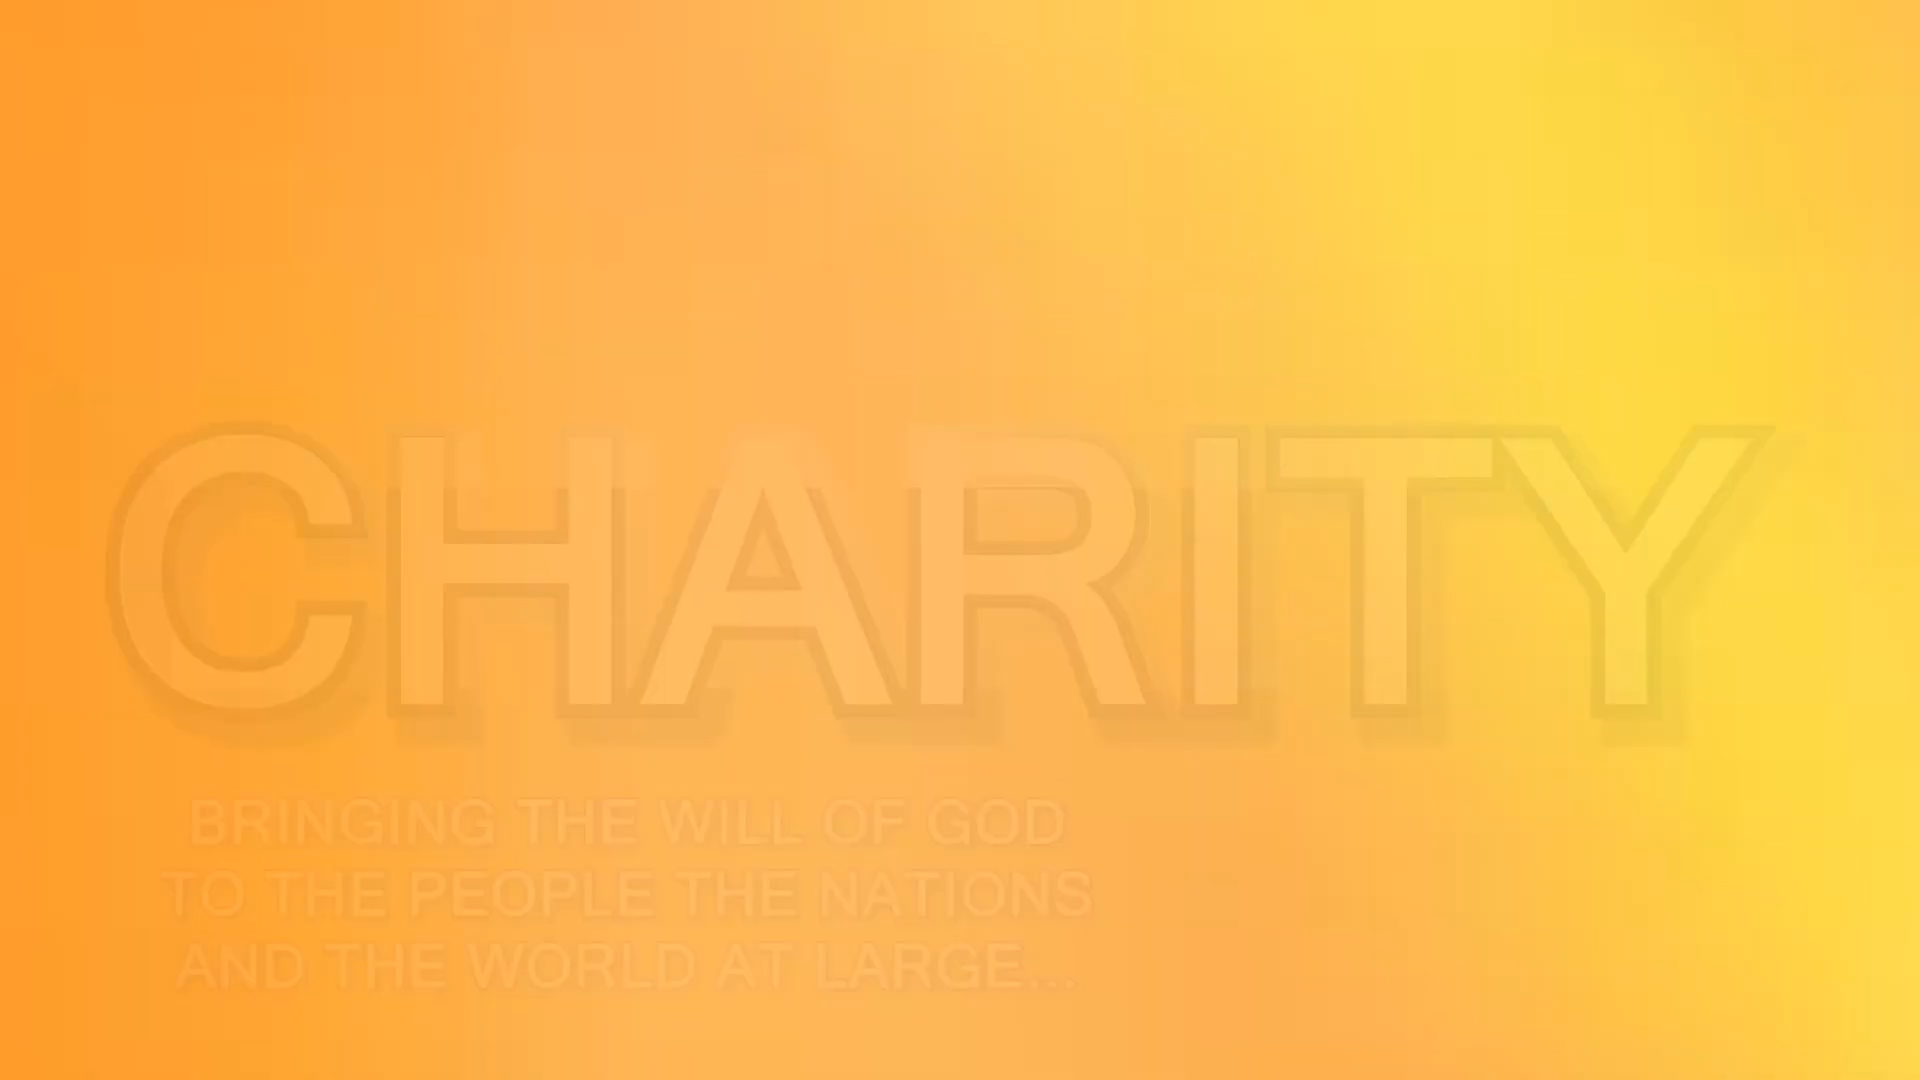 CHARITY
BRINGING THE WILL OF GOD
TO THE PEOPLE THE NATIONS
AND THE WORLD AT LARGE...